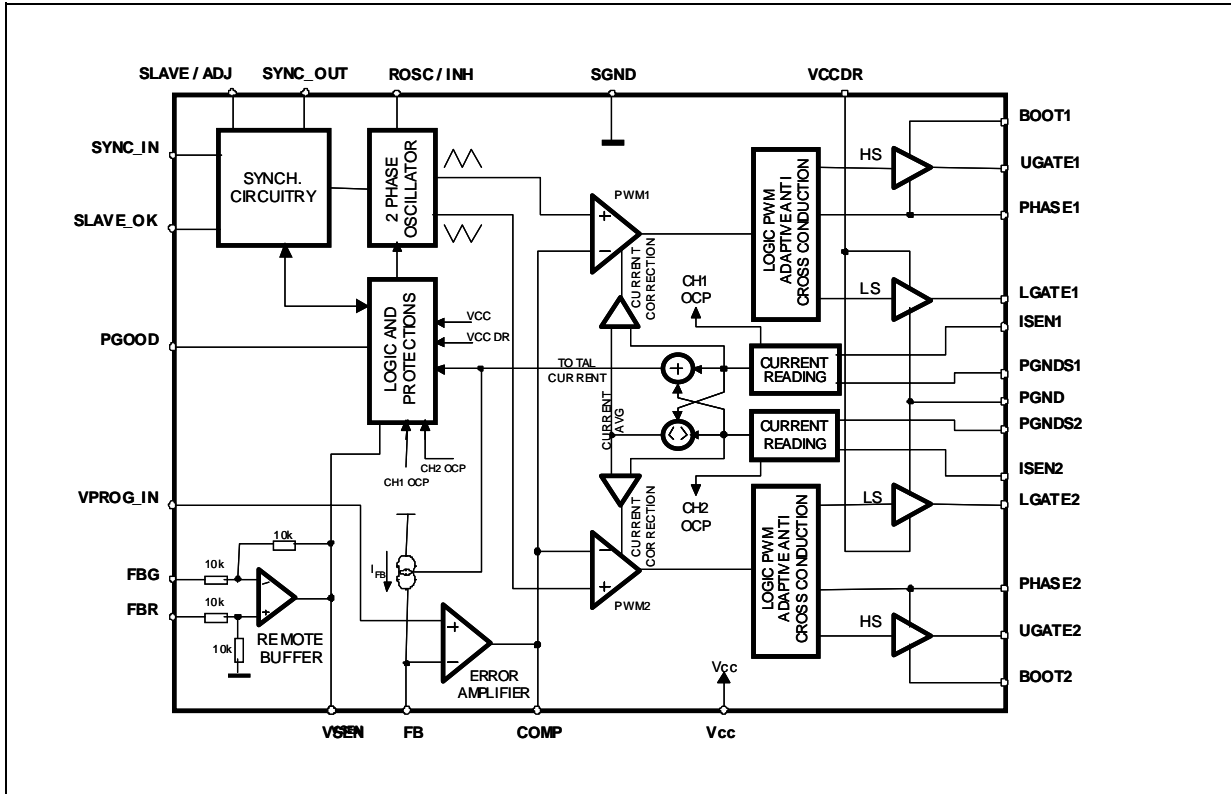 SLAVE / ADJ
SYNC_OUT
ROSC / INH
SGND
VCCDR
SYNC_IN
SLAVE_OK
PGOOD
VPROG_IN
FBG
FBR
SYNCH.
CIRCUITRY
2 PHASE
OSCILLATOR
LOGIC AND
PROTECTIONS
VCC
VCC DR
TO TAL
CURRENT
CH1 OCP
CH2 OCP
10k
10k
10k
10k
REMOTE
BUFFER
IFB
ERROR
AMPLIFIER
PWM1
PWM2
CURRENT
CORRECTION
CURRENT
AVG
CURRENT
CORRECTION
CH1
OCP
CH2
OCP
CURRENT
READING
CURRENT
READING
LOGIC PWM
ADAPTIVE ANTI
CROSS CONDUCTION
LOGIC PWM
ADAPTIVE ANTI
CROSS CONDUCTION
HS
LS
LS
HS
BOOT1
UGATE1
PHASE1
LGATE1
ISEN1
PGNDS1
PGND
PGNDS2
ISEN2
LGATE2
PHASE2
UGATE2
BOOT2
Vcc
VSEN
FB
COMP
Vcc